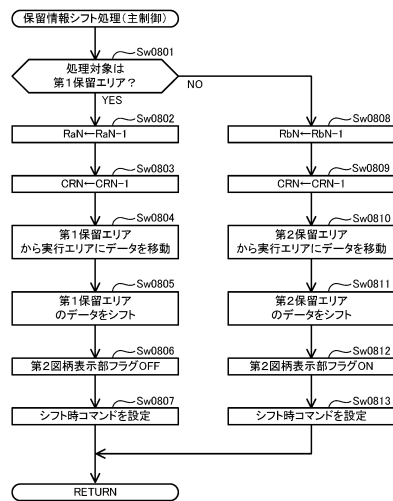 保留情報シフト処理(主制御)
Sw0801
処理対象は
第1保留エリア?
YES
NO
Sw0802
RaN←RaN-1
Sw0803
CRN←CRN-1
Sw0804
第1保留エリア
から実行エリアにデータを移動
Sw0805
第1保留エリア
のデータをシフト
Sw0806
第2図柄表示部フラグOFF
Sw0807
シフト時コマンドを設定
Sw0808
RbN←RbN-1
Sw0809
CRN←CRN-1
Sw0810
第2保留エリア
から実行エリアにデータを移動
Sw0811
第2保留エリア
のデータをシフト
Sw0812
第2図柄表示部フラグON
Sw0813
シフト時コマンドを設定
RETURN